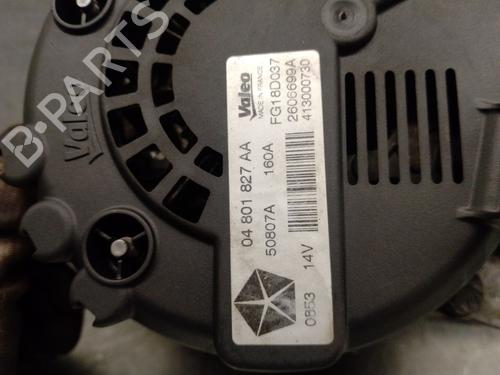 Valeo
MADE IN FRANCE
FG18D037
2606699A
413000730
04 801 827 AA
50807A 160A
0853 14V
Valeo
B-PARTS